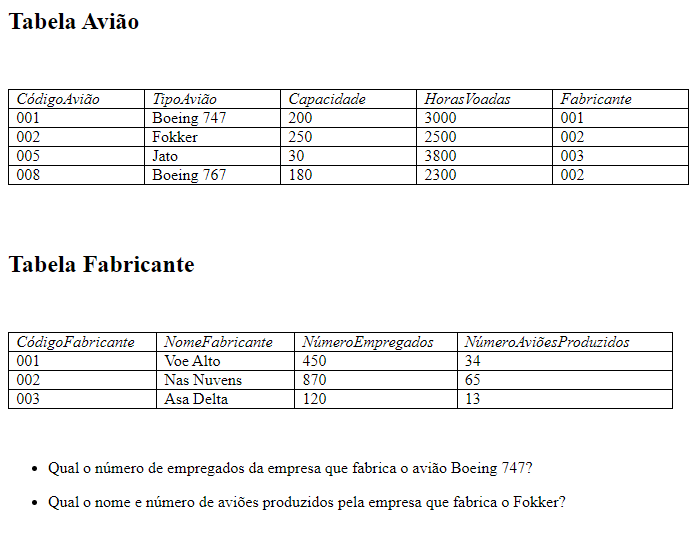 Tabela Avião
CódigoAvião TipoAvião Capacidade HorasVoadas Fabricante
001 Boeing 747 200 3000 001
002 Fokker 250 2500 002
005 Jato 30 3800 003
008 Boeing 767 180 2300 002
Tabela Fabricante
CódigoFabricante NomeFabricante NúmeroEmpregados NúmeroAviõesProduzidos
001 Voe Alto 450 34
002 Nas Nuvens 870 65
003 Asa Delta 120 13
• Qual o número de empregados da empresa que fabrica o avião Boeing 747?
• Qual o nome e número de aviões produzidos pela empresa que fabrica o Fokker?